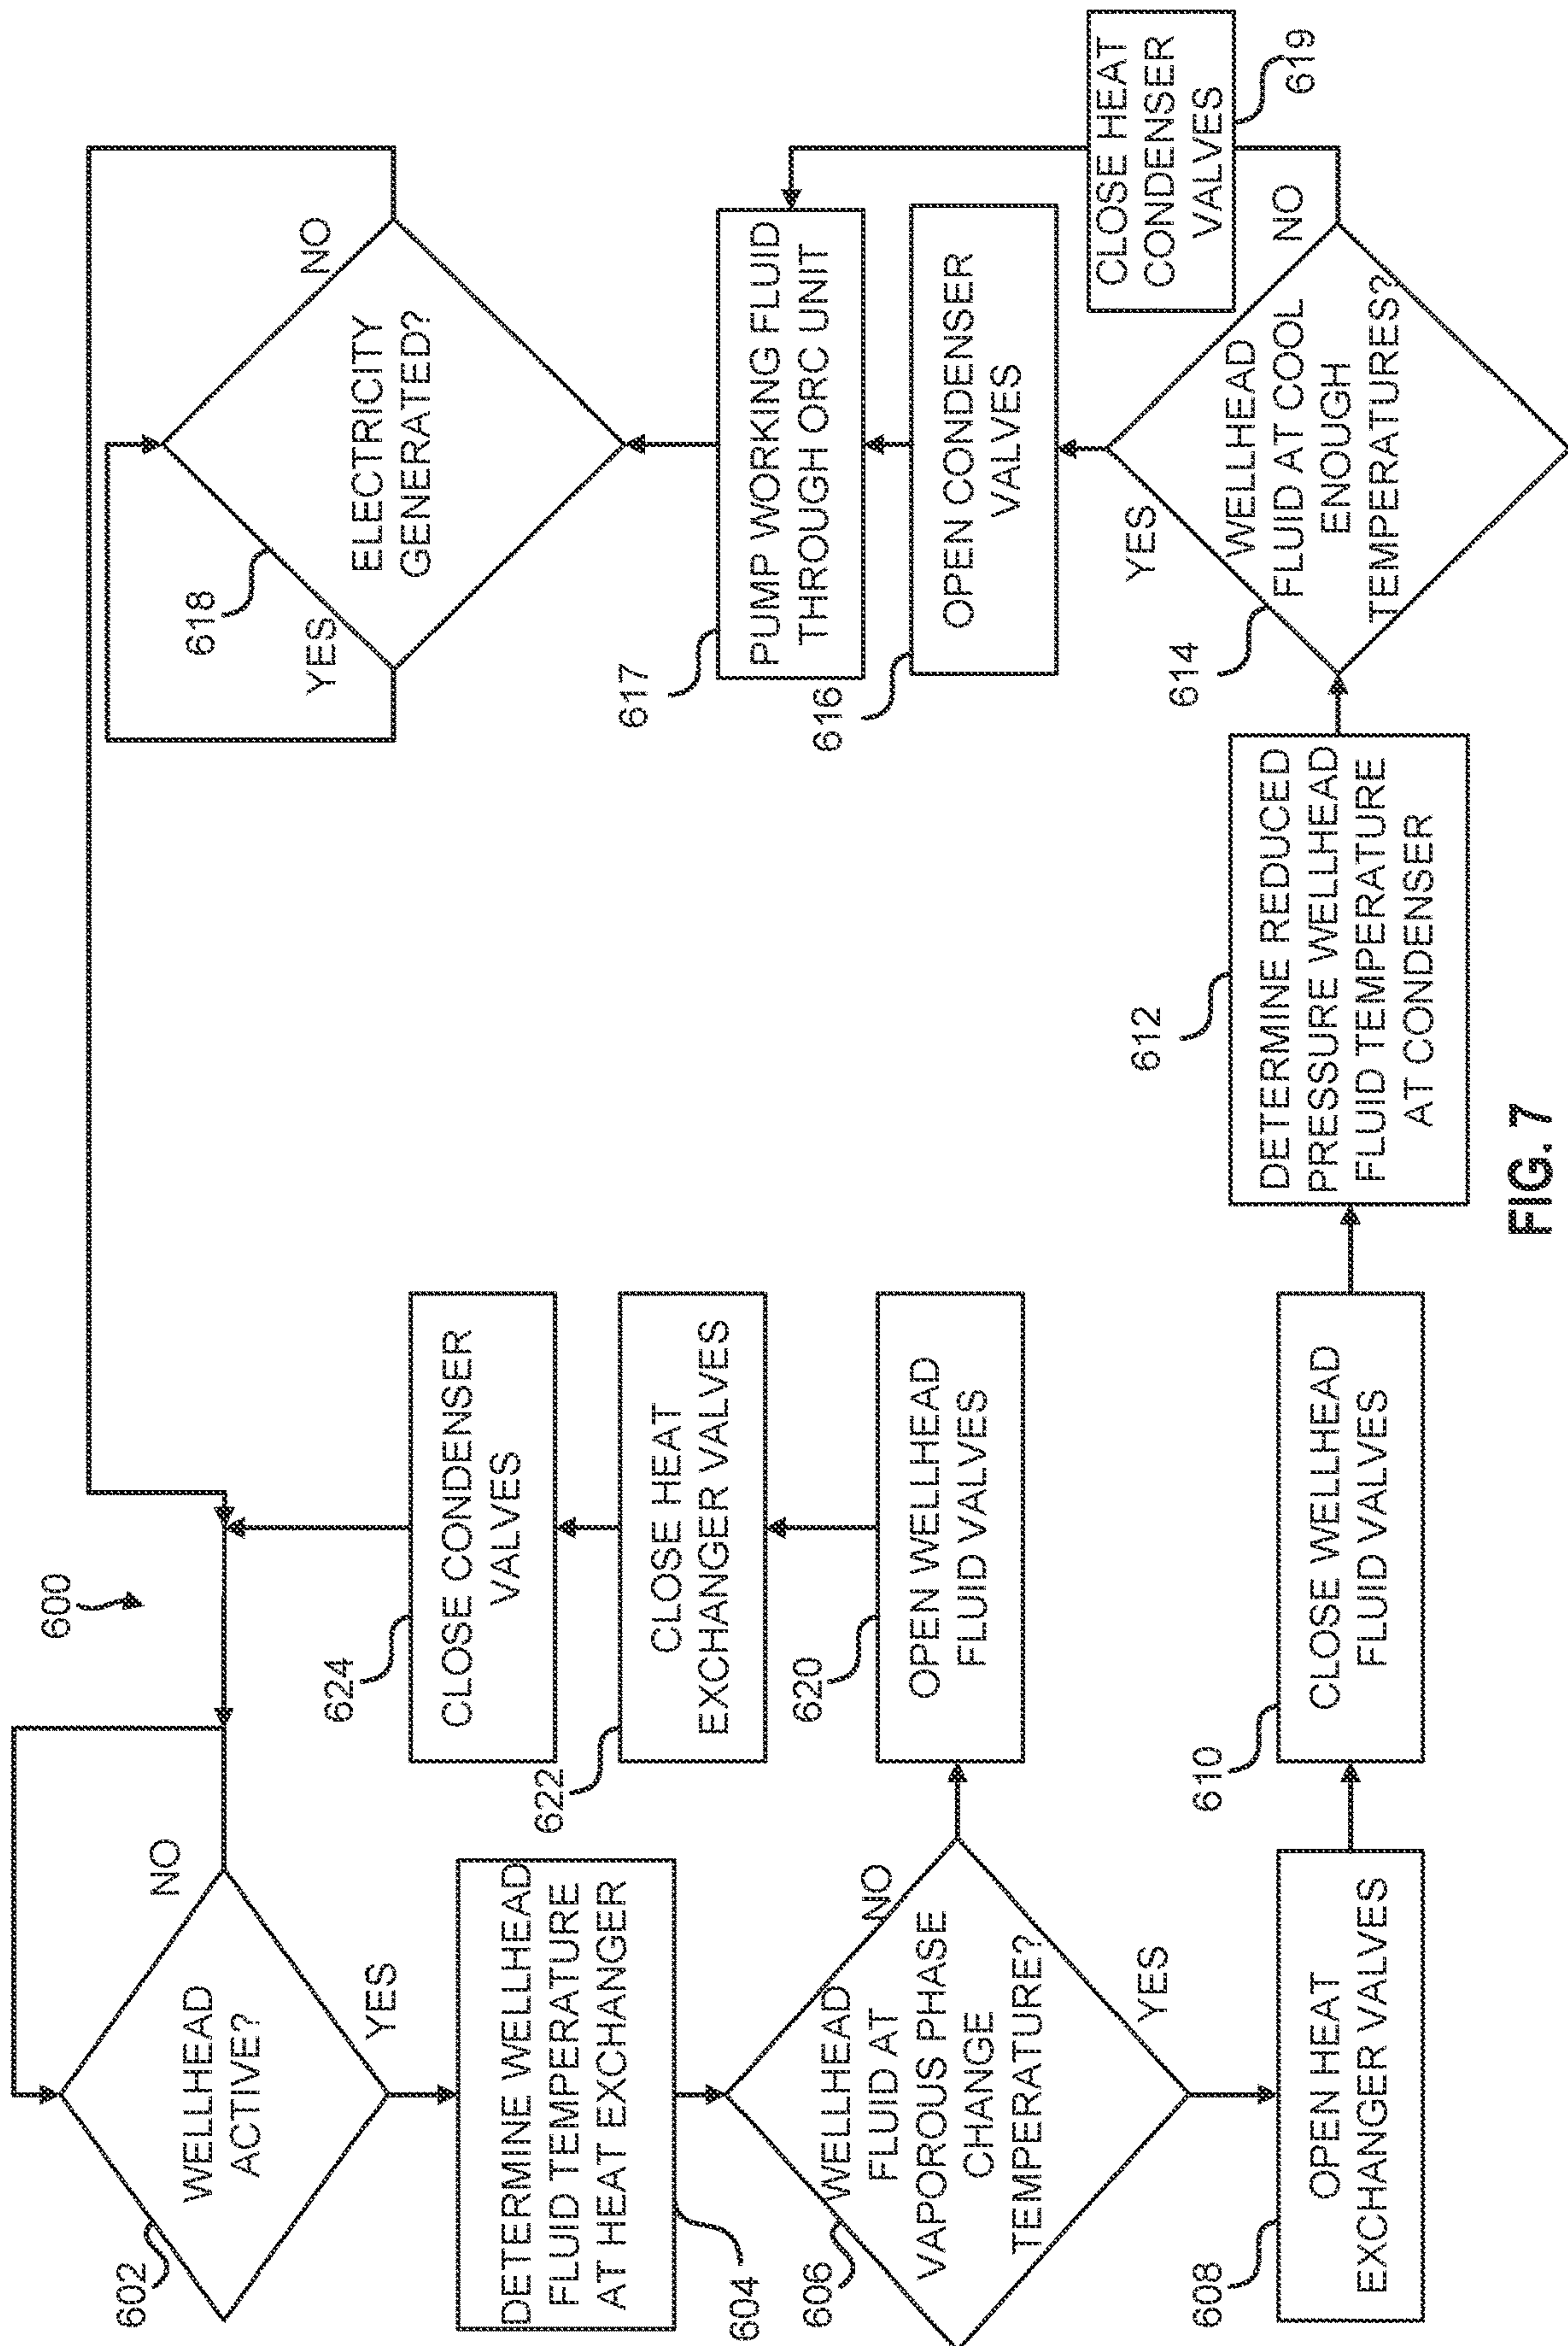 600
602
WELLHEAD
ACTIVE?
NO
YES
DETERMINE WELLHEAD
FLUID TEMPERATURE
AT HEAT EXCHANGER
604
606
WELLHEAD
FLUID AT
VAPOROUS PHASE
CHANGE
TEMPERATURE?
NO
YES
608
OPEN HEAT
EXCHANGER VALVES
610
CLOSE WELLHEAD
FLUID VALVES
620
OPEN WELLHEAD
FLUID VALVES
622
CLOSE HEAT
EXCHANGER VALVES
624
CLOSE CONDENSER
VALVES
612
DETERMINE REDUCED
PRESSURE WELLHEAD
FLUID TEMPERATURE
AT CONDENSER
614
WELLHEAD
FLUID AT COOL
ENOUGH
TEMPERATURES?
YES
NO
619
CLOSE HEAT
CONDENSER
VALVES
616
OPEN CONDENSER
VALVES
617
PUMP WORKING FLUID
THROUGH ORC UNIT
618
ELECTRICITY
GENERATED?
YES
NO
FIG. 7